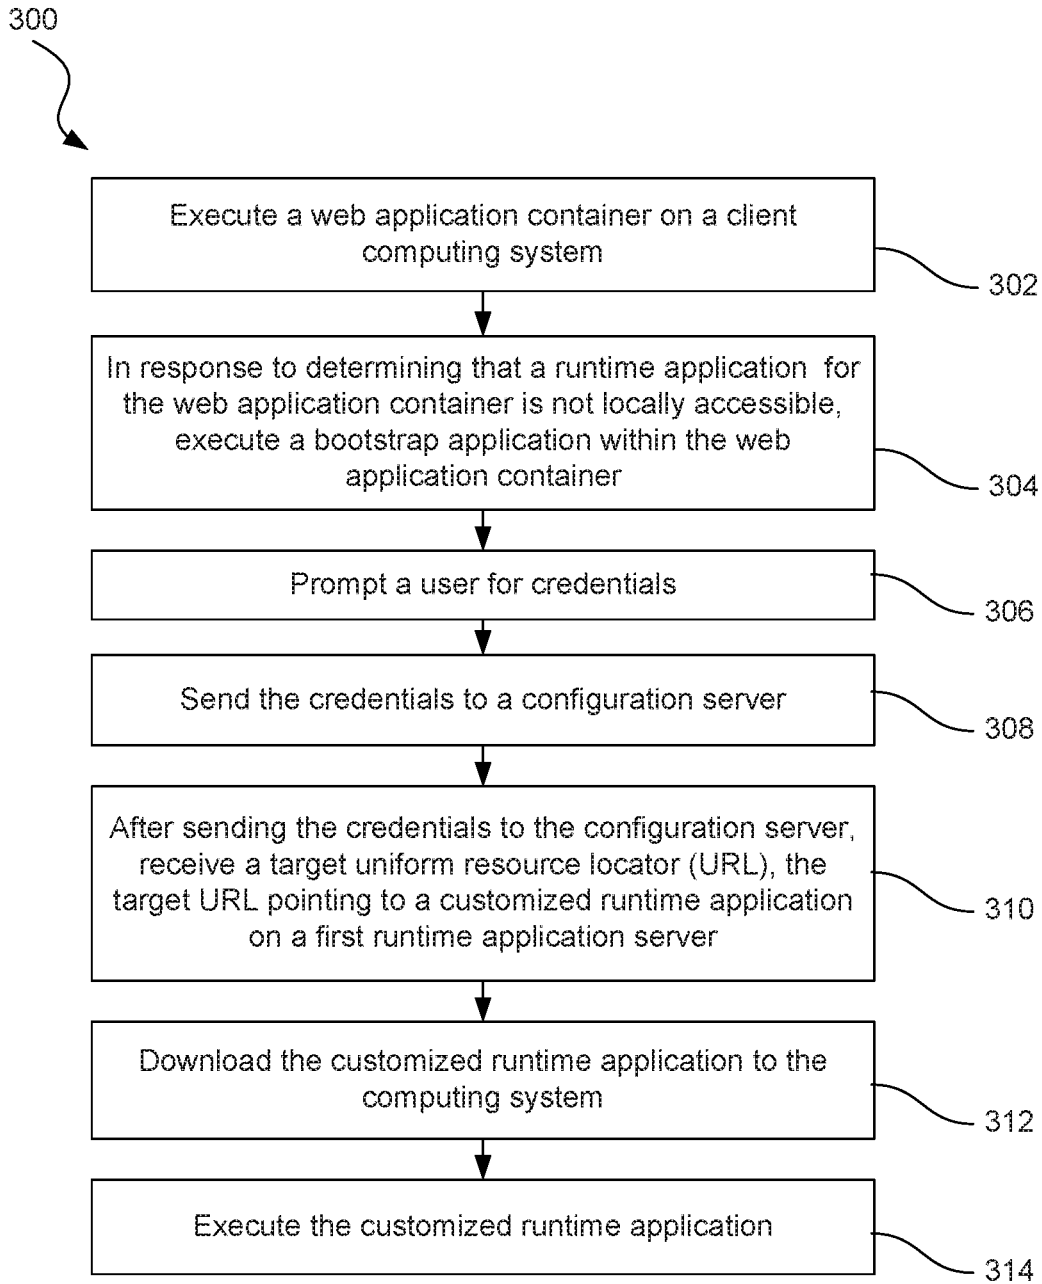 300
Execute a web application container on a client
computing system
302
In response to determining that a runtime application for
the web application container is not locally accessible,
execute a bootstrap application within the web
application container
304
Prompt a user for credentials
306
Send the credentials to a configuration server
308
After sending the credentials to the configuration server,
receive a target uniform resource locator (URL), the
target URL pointing to a customized runtime application
on a first runtime application server
310
Download the customized runtime application to the
computing system
312
Execute the customized runtime application
314